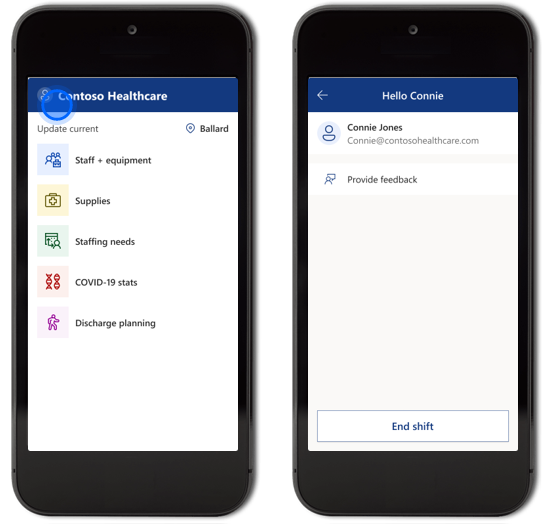 Contoso Healthcare
Update current
Ballard
Staff + equipment
Supplies
Staffing needs
COVID-19 stats
Discharge planning
Hello Connie
Connie Jones
Connie@contosohealthcare.com
Provide feedback
End shift